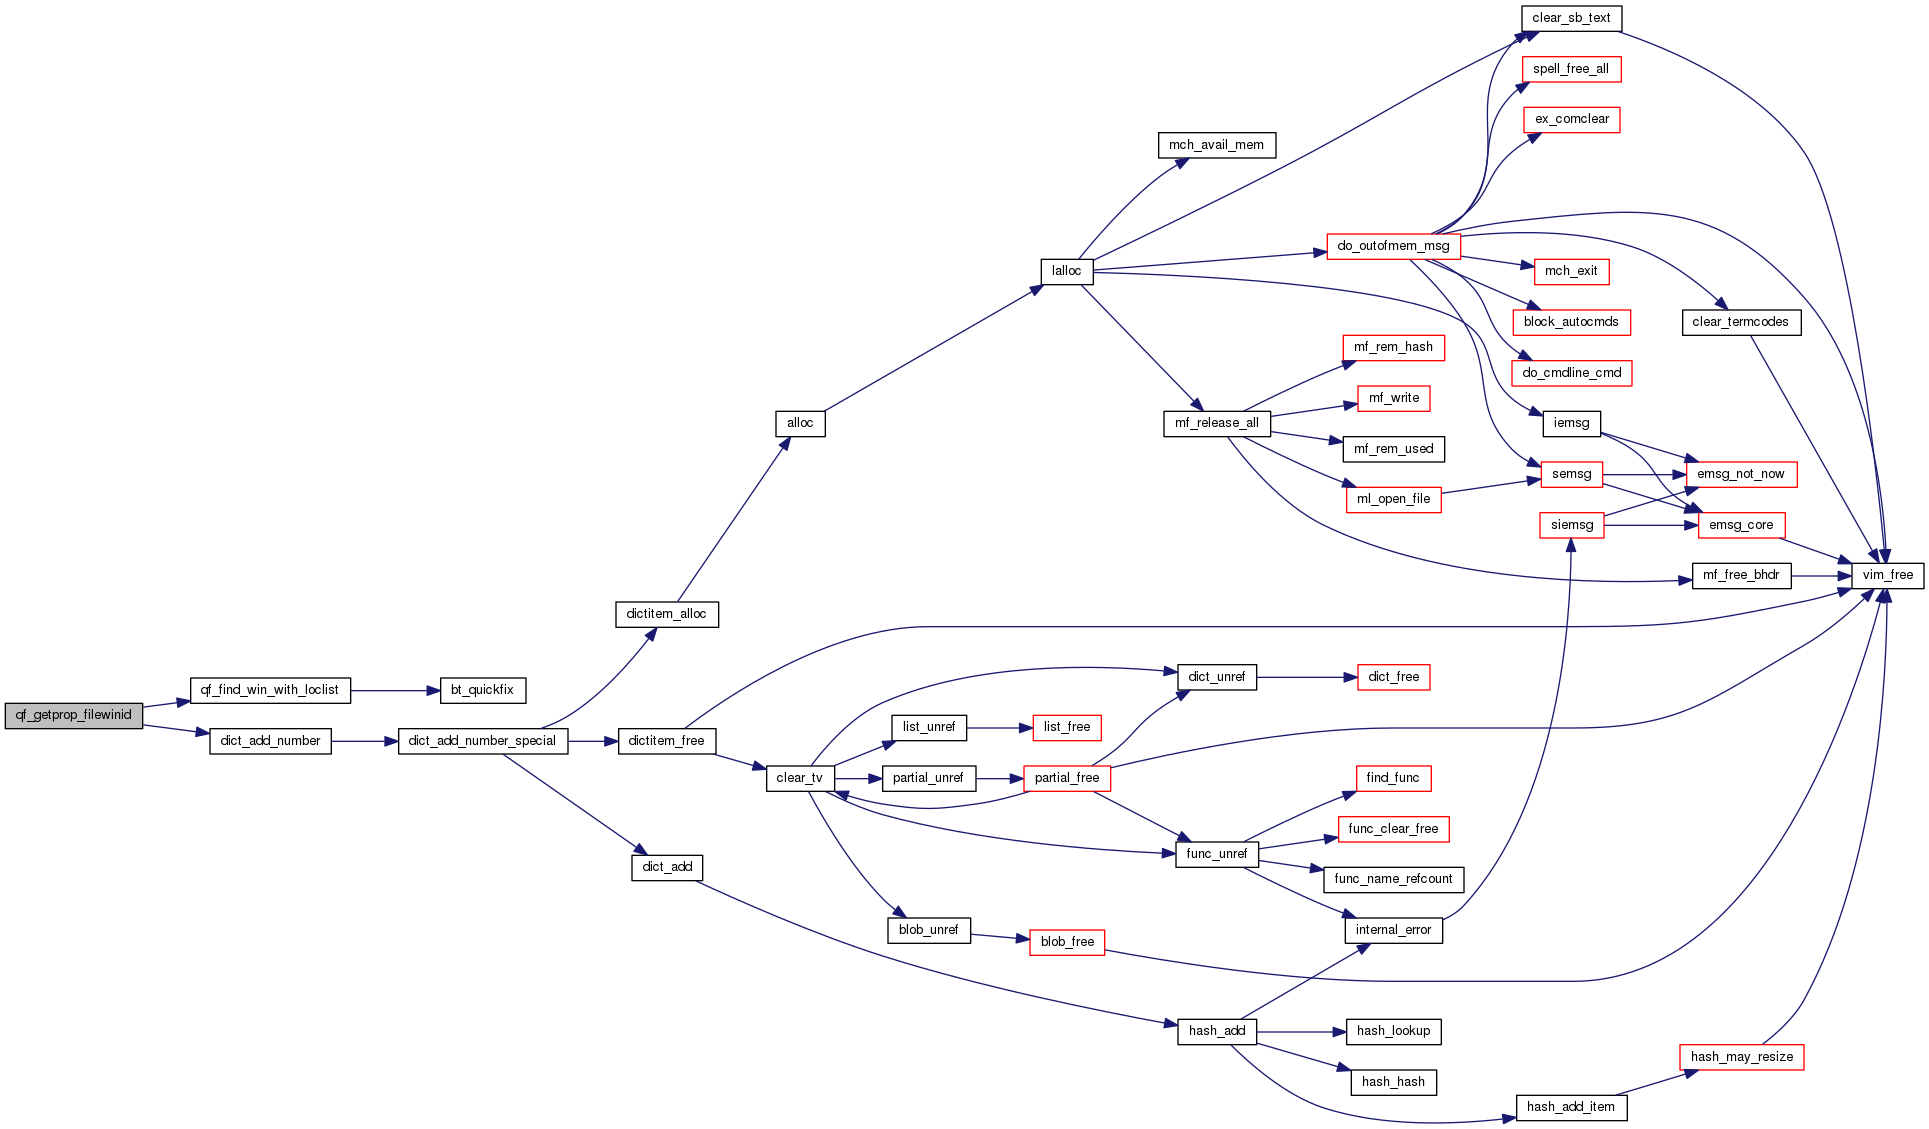 clear_sb_text
spell_free_all
ex_comclear
mch_avail_mem
do_outofmem_msg
lalloc
mch_exit
block_autocmds
clear_termcodes
mf_rem_hash
do_cmdline_cmd
mf_write
alloc
mf_release_all
iemsg
mf_rem_used
semsg
emsg_not_now
ml_open_file
siemsg
emsg_core
mf_free_bhdr
vim_free
dictitem_alloc
dict_unref
dict_free
qf_find_win_with_loclist
bt_quickfix
qf_getprop_filewinid
list_unref
list_free
dict_add_number
dict_add_number_special
dictitem_free
clear_tv
partial_unref
partial_free
find_func
func_clear_free
func_unref
dict_add
func_name_refcount
blob_unref
internal_error
blob_free
hash_add
hash_lookup
hash_may_resize
hash_hash
hash_add_item